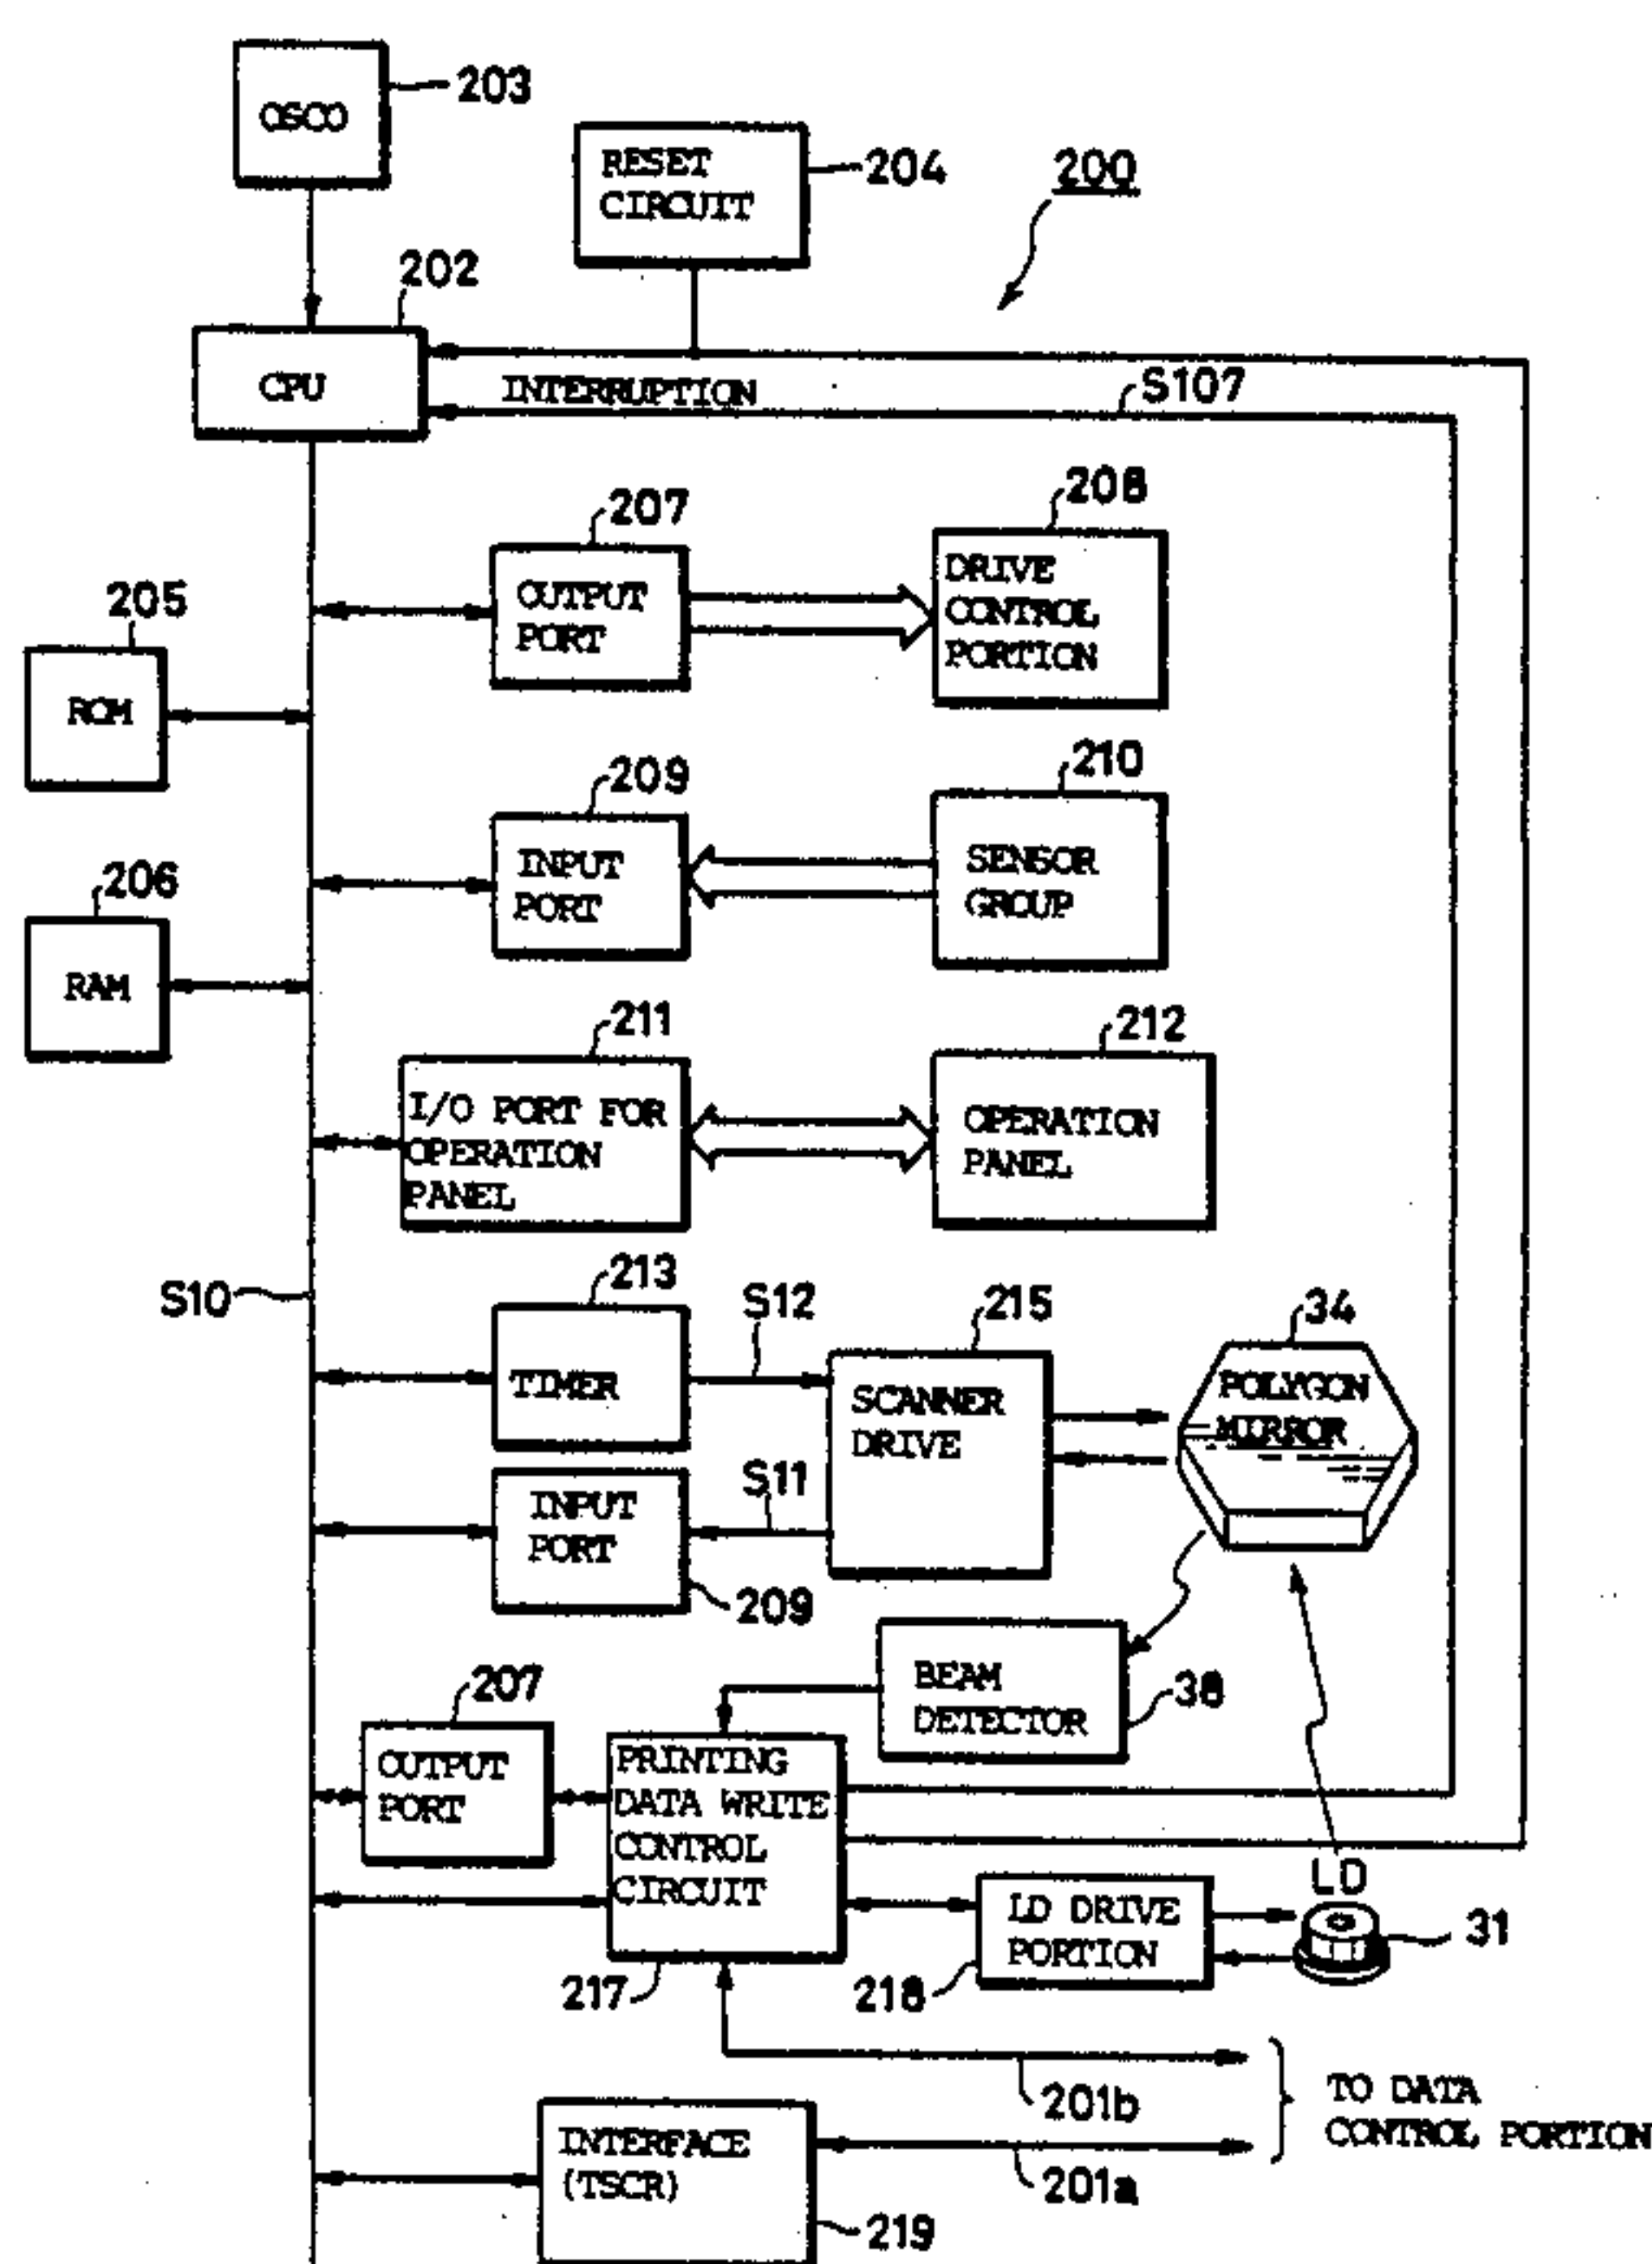 OSCO
203
RESET
CIRCUIT
204
200
202
CPU
INTERRUPTION
S107
207
OUTPUT
PORT
208
DRIVE
CONTROL
PORTION
205
ROM
209
INPUT
PORT
210
SENSOR
GROUP
206
RAM
211
I/O PORT FOR
OPERATION
PANEL
212
OPERATION
PANEL
S10
213
TIMER
S12
215
SCANNER
DRIVE
34
POLYGON
MIRROR
INPUT
PORT
S11
209
BEAM
DETECTOR
38
207
OUTPUT
PORT
PRINTING
DATA WRITE
CONTROL
CIRCUIT
217
LD DRIVE
PORTION
218
LD
31
201b
TO DATA
CONTROL PORTION
INTERFACE
(TSCR)
201a
219